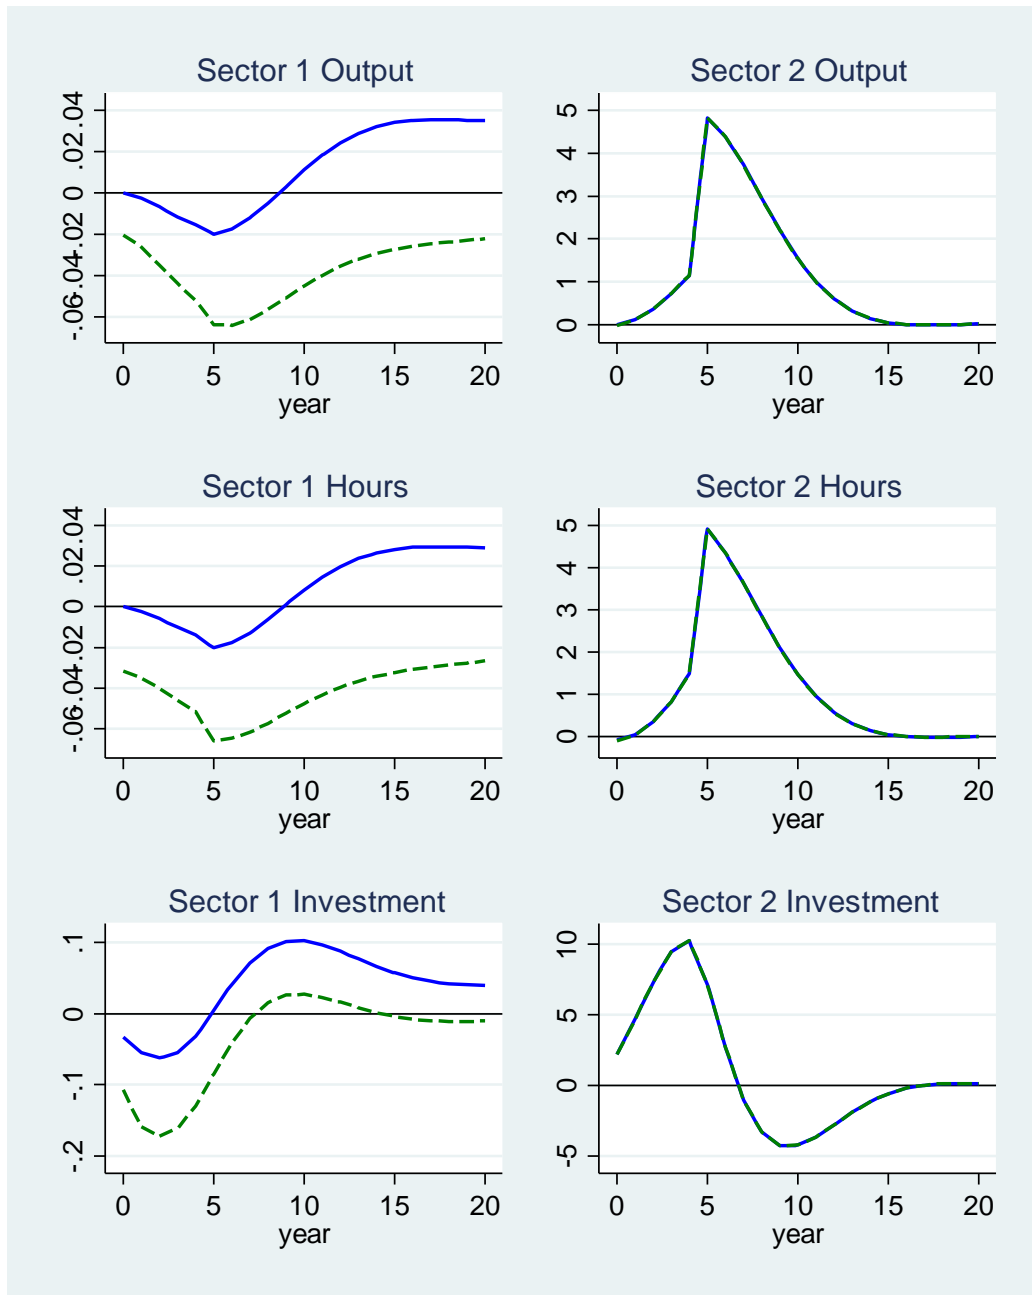 Sector 1 Output
-.06-.04-.02 0 .02 .04
0 5 10 15 20
year
Sector 2 Output
0 1 2 3 4 5
0 5 10 15 20
year
Sector 1 Hours
-.06-.04-.02 0 .02 .04
0 5 10 15 20
year
Sector 2 Hours
0 1 2 3 4 5
0 5 10 15 20
year
Sector 1 Investment
-.2 -.1 0 .1
0 5 10 15 20
year
Sector 2 Investment
-5 0 5 10
0 5 10 15 20
year